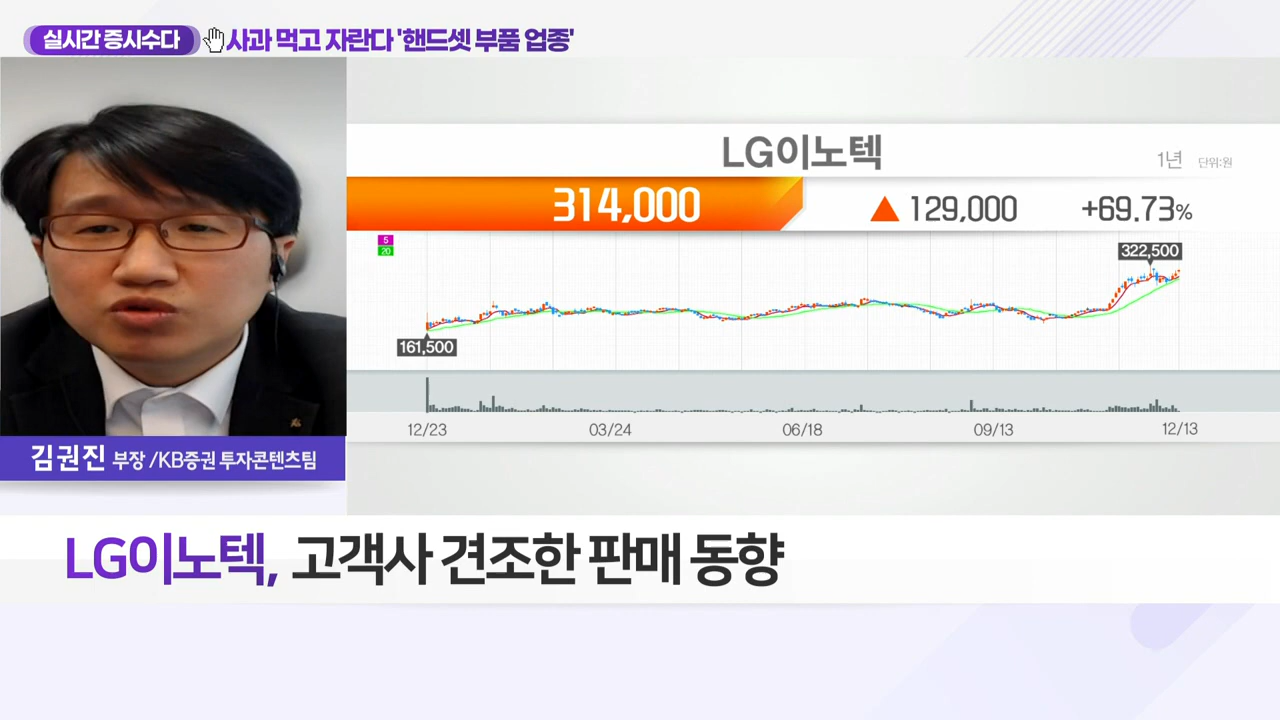 실시간 증시수다 사과 먹고 자란다 '핸드셋 부품 업종'
LG이노텍
1년 단위:원
314,000 ▲ 129,000 +69.73%
5
20
322,500
161,500
12/23 03/24 06/18 09/13 12/13
김권진 부장 /KB증권 투자콘텐츠팀
LG이노텍, 고객사 견조한 판매 동향